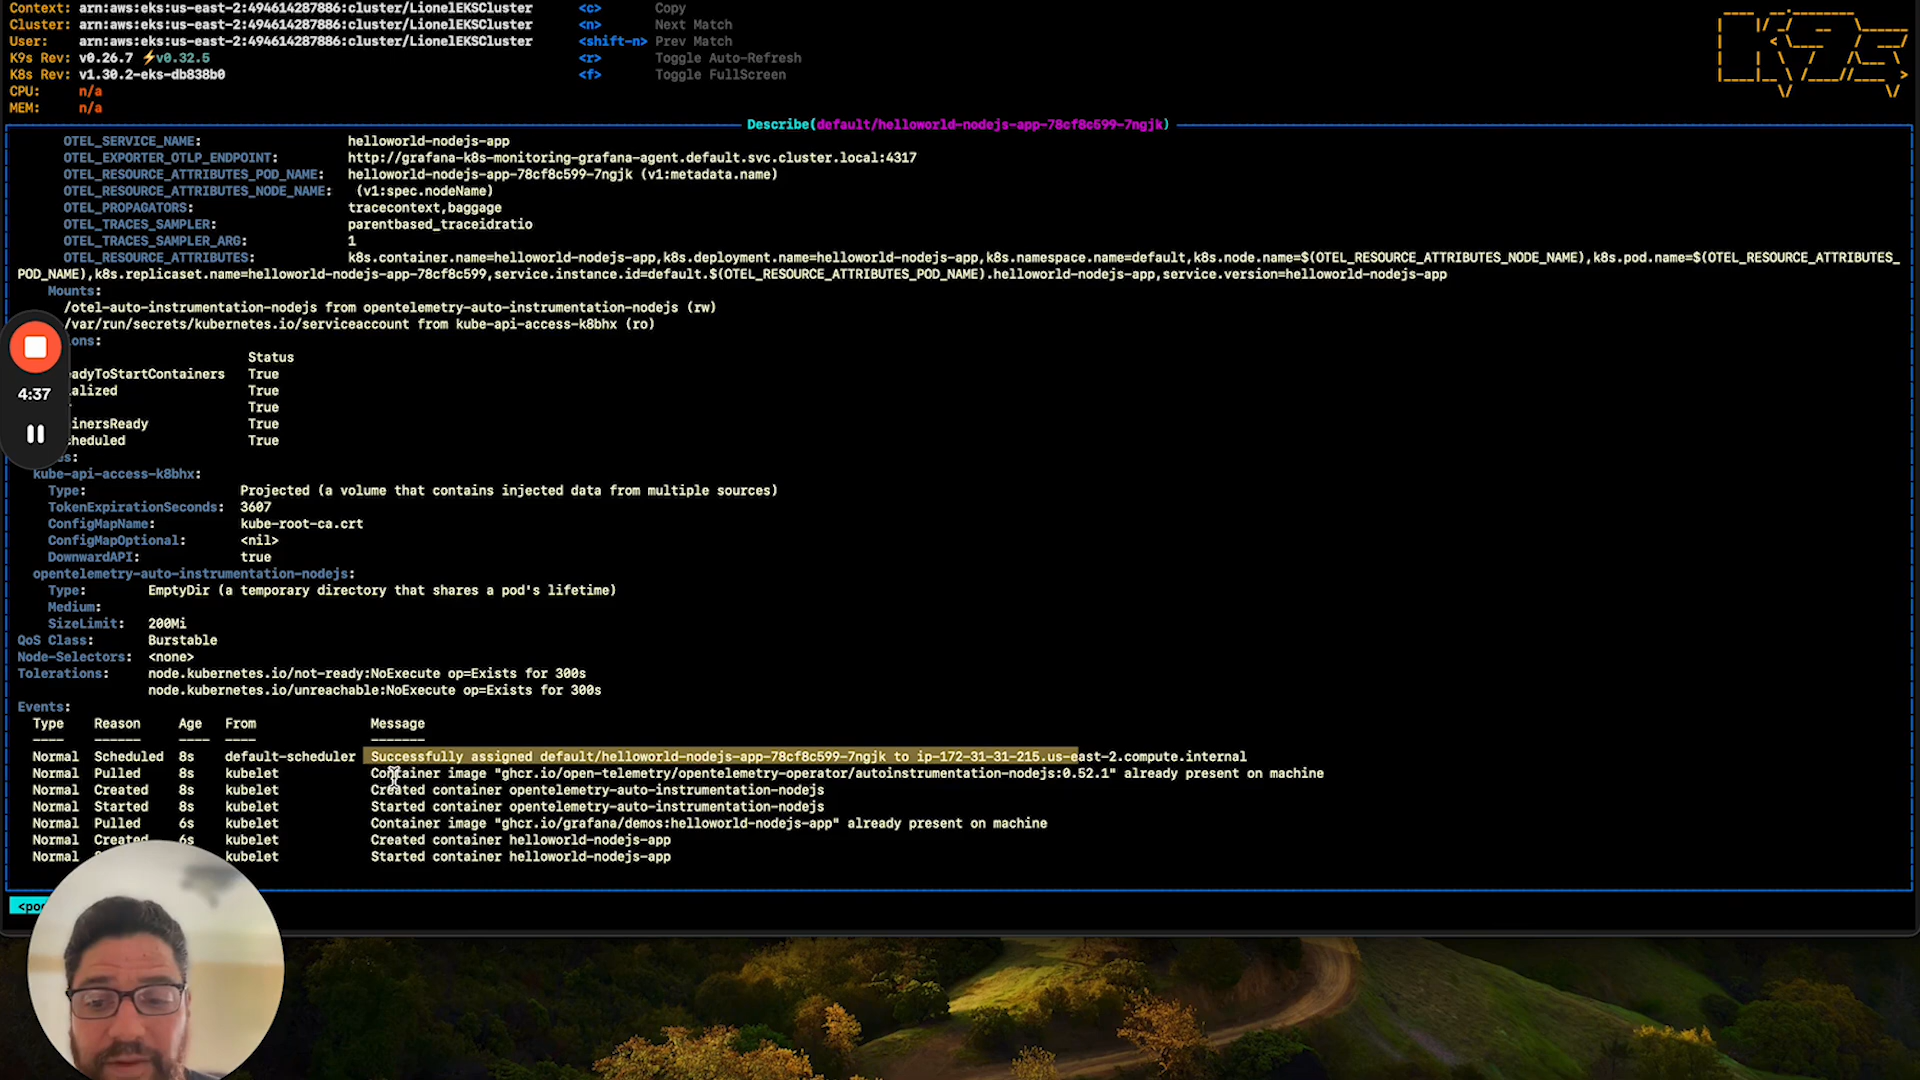 Context: arn:aws:eks:us-east-2:494614287886:cluster/LionelEKSCluster <c> Copy
Cluster: arn:aws:eks:us-east-2:494614287886:cluster/LionelEKSCluster <n> Next Match
User: arn:aws:eks:us-east-2:494614287886:cluster/LionelEKSCluster <shift-n> Prev Match
K9s Rev: v0.26.7 ⚡v0.32.5 <r> Toggle Auto-Refresh
K8s Rev: v1.30.2-eks-db838b0 <f> Toggle FullScreen
CPU: n/a
MEM: n/a
Describe(default/helloworld-nodejs-app-78cf8c599-7ngjk)
OTEL_SERVICE_NAME: helloworld-nodejs-app
OTEL_EXPORTER_OTLP_ENDPOINT: http://grafana-k8s-monitoring-grafana-agent.default.svc.cluster.local:4317
OTEL_RESOURCE_ATTRIBUTES_POD_NAME: helloworld-nodejs-app-78cf8c599-7ngjk (v1:metadata.name)
OTEL_RESOURCE_ATTRIBUTES_NODE_NAME: (v1:spec.nodeName)
OTEL_PROPAGATORS: tracecontext,baggage
OTEL_TRACES_SAMPLER: parentbased_traceidratio
OTEL_TRACES_SAMPLER_ARG: 1
OTEL_RESOURCE_ATTRIBUTES: k8s.container.name=helloworld-nodejs-app,k8s.deployment.name=helloworld-nodejs-app,k8s.namespace.name=default,k8s.node.name=$(OTEL_RESOURCE_ATTRIBUTES_NODE_NAME),k8s.pod.name=$(OTEL_RESOURCE_ATTRIBUTES_
POD_NAME),k8s.replicaset.name=helloworld-nodejs-app-78cf8c599,service.instance.id=default.$(OTEL_RESOURCE_ATTRIBUTES_POD_NAME).helloworld-nodejs-app,service.version=helloworld-nodejs-app
Mounts:
/otel-auto-instrumentation-nodejs from opentelemetry-auto-instrumentation-nodejs (rw)
/var/run/secrets/kubernetes.io/serviceaccount from kube-api-access-k8bhx (ro)
ions:
Status
adyToStartContainers True
alized True
True
inersReady True
cheduled True
es:
kube-api-access-k8bhx:
Type: Projected (a volume that contains injected data from multiple sources)
TokenExpirationSeconds: 3607
ConfigMapName: kube-root-ca.crt
ConfigMapOptional: <nil>
DownwardAPI: true
opentelemetry-auto-instrumentation-nodejs:
Type: EmptyDir (a temporary directory that shares a pod's lifetime)
Medium:
SizeLimit: 200Mi
QoS Class: Burstable
Node-Selectors: <none>
Tolerations: node.kubernetes.io/not-ready:NoExecute op=Exists for 300s
node.kubernetes.io/unreachable:NoExecute op=Exists for 300s
Events:
Type Reason Age From Message
---- ------ ---- ---- -------
Normal Scheduled 8s default-scheduler Successfully assigned default/helloworld-nodejs-app-78cf8c599-7ngjk to ip-172-31-31-215.us-east-2.compute.internal
Normal Pulled 8s kubelet Container image "ghcr.io/open-telemetry/opentelemetry-operator/autoinstrumentation-nodejs:0.52.1" already present on machine
Normal Created 8s kubelet Created container opentelemetry-auto-instrumentation-nodejs
Normal Started 8s kubelet Started container opentelemetry-auto-instrumentation-nodejs
Normal Pulled 6s kubelet Container image "ghcr.io/grafana/demos:helloworld-nodejs-app" already present on machine
Normal Created 6s kubelet Created container helloworld-nodejs-app
Normal kubelet Started container helloworld-nodejs-app
<po
4:37